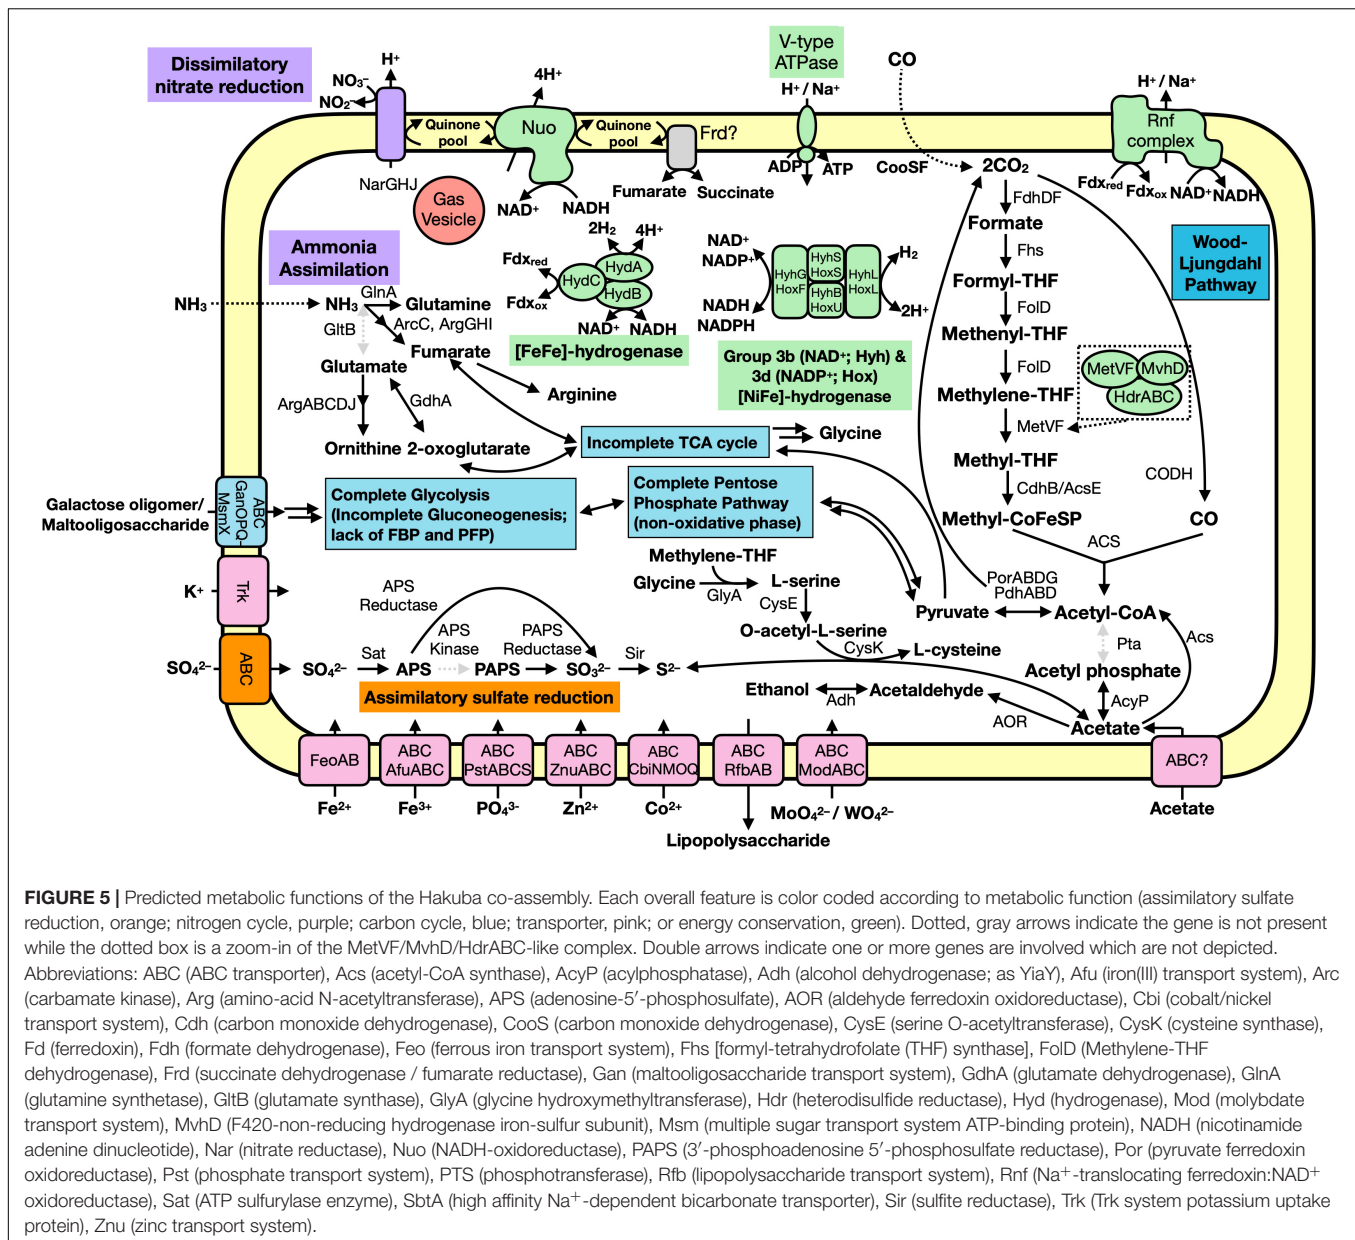 Dissimilatory
nitrate reduction
H+
NO3−
NO2−
NarGHJ
Quinone
pool
4H+
Nuo
NAD+
NADH
Quinone
pool
Frd?
Fumarate
Succinate
Gas
Vesicle
V-type
ATPase
H+ / Na+
ADP
ATP
CO
CooSF
H+ / Na+
Rnf
complex
Fdxred
Fdxox
NAD+
NADH
Wood-
Ljungdahl
Pathway
Ammonia
Assimilation
NH3
NH3
GlnA
Glutamine
GltB
ArcC, ArgGHI
Fumarate
Glutamate
Arginine
ArgABCDJ
GdhA
Ornithine
2-oxoglutarate
2H2
4H+
Fdxred
Fdxox
HydA
HydC
HydB
NAD+
NADH
[FeFe]-hydrogenase
NAD+
NADP+
NADH
NADPH
HyhG
HoxF
HyhS
HoxS
HyhB
HoxU
HyhL
HoxL
H2
2H+
Group 3b (NAD+; Hyh) &
3d (NADP+; Hox)
[NiFe]-hydrogenase
2CO2
FdhDF
Formate
Fhs
Formyl-THF
FolD
Methenyl-THF
FolD
Methylene-THF
MetVF
Methyl-THF
CdhB/AcsE
Methyl-CoFeSP
MetVF
MvhD
HdrABC
CODH
CO
ACS
Incomplete TCA cycle
Glycine
Galactose oligomer/
Maltooligosaccharide
ABC
GanOPQ-
MsmX
Complete Glycolysis
(Incomplete Gluconeogenesis;
lack of FBP and PFP)
Complete Pentose
Phosphate Pathway
(non-oxidative phase)
Methylene-THF
Glycine
GlyA
L-serine
CysE
O-acetyl-L-serine
CysK
L-cysteine
PorABDG
PdhABD
Pyruvate
Acetyl-CoA
Pta
Acs
Acetyl phosphate
AcyP
Acetate
AOR
Ethanol
Adh
Acetaldehyde
K+
Trk
SO42−
ABC
SO42−
Sat
APS
APS
Reductase
APS
Kinase
PAPS
PAPS
Reductase
SO32−
Sir
S2−
Assimilatory sulfate reduction
FeoAB
ABC
AfuABC
ABC
PstABCS
ABC
ZnuABC
ABC
CbiNMOQ
ABC
RfbAB
ABC
ModABC
ABC?
Fe2+
Fe3+
PO43-
Zn2+
Co2+
Lipopolysaccharide
MoO42− / WO42−
Acetate
FIGURE 5 | Predicted metabolic functions of the Hakuba co-assembly. Each overall feature is color coded according to metabolic function (assimilatory sulfate
reduction, orange; nitrogen cycle, purple; carbon cycle, blue; transporter, pink; or energy conservation, green). Dotted, gray arrows indicate the gene is not present
while the dotted box is a zoom-in of the MetVF/MvhD/HdrABC-like complex. Double arrows indicate one or more genes are involved which are not depicted.
Abbreviations: ABC (ABC transporter), Acs (acetyl-CoA synthase), AcyP (acylphosphatase), Adh (alcohol dehydrogenase; as YiaY), Afu (iron(III) transport system), Arc
(carbamate kinase), Arg (amino-acid N-acetyltransferase), APS (adenosine-5′-phosphosulfate), AOR (aldehyde ferredoxin oxidoreductase), Cbi (cobalt/nickel
transport system), Cdh (carbon monoxide dehydrogenase), CooS (carbon monoxide dehydrogenase), CysE (serine O-acetyltransferase), CysK (cysteine synthase),
Fd (ferredoxin), Fdh (formate dehydrogenase), Feo (ferrous iron transport system), Fhs [formyl-tetrahydrofolate (THF) synthase], FolD (Methylene-THF
dehydrogenase), Frd (succinate dehydrogenase / fumarate reductase), Gan (maltooligosaccharide transport system), GdhA (glutamate dehydrogenase), GlnA
(glutamine synthetase), GltB (glutamate synthase), GlyA (glycine hydroxymethyltransferase), Hdr (heterodisulfide reductase), Hyd (hydrogenase), Mod (molybdate
transport system), MvhD (F420-non-reducing hydrogenase iron-sulfur subunit), Msm (multiple sugar transport system ATP-binding protein), NADH (nicotinamide
adenine dinucleotide), Nar (nitrate reductase), Nuo (NADH-oxidoreductase), PAPS (3′-phosphoadenosine 5′-phosphosulfate reductase), Por (pyruvate ferredoxin
oxidoreductase), Pst (phosphate transport system), PTS (phosphotransferase), Rfb (lipopolysaccharide transport system), Rnf (Na+-translocating ferredoxin:NAD+
oxidoreductase), Sat (ATP sulfurylase enzyme), SbtA (high affinity Na+-dependent bicarbonate transporter), Sir (sulfite reductase), Trk (Trk system potassium uptake
protein), Znu (zinc transport system).